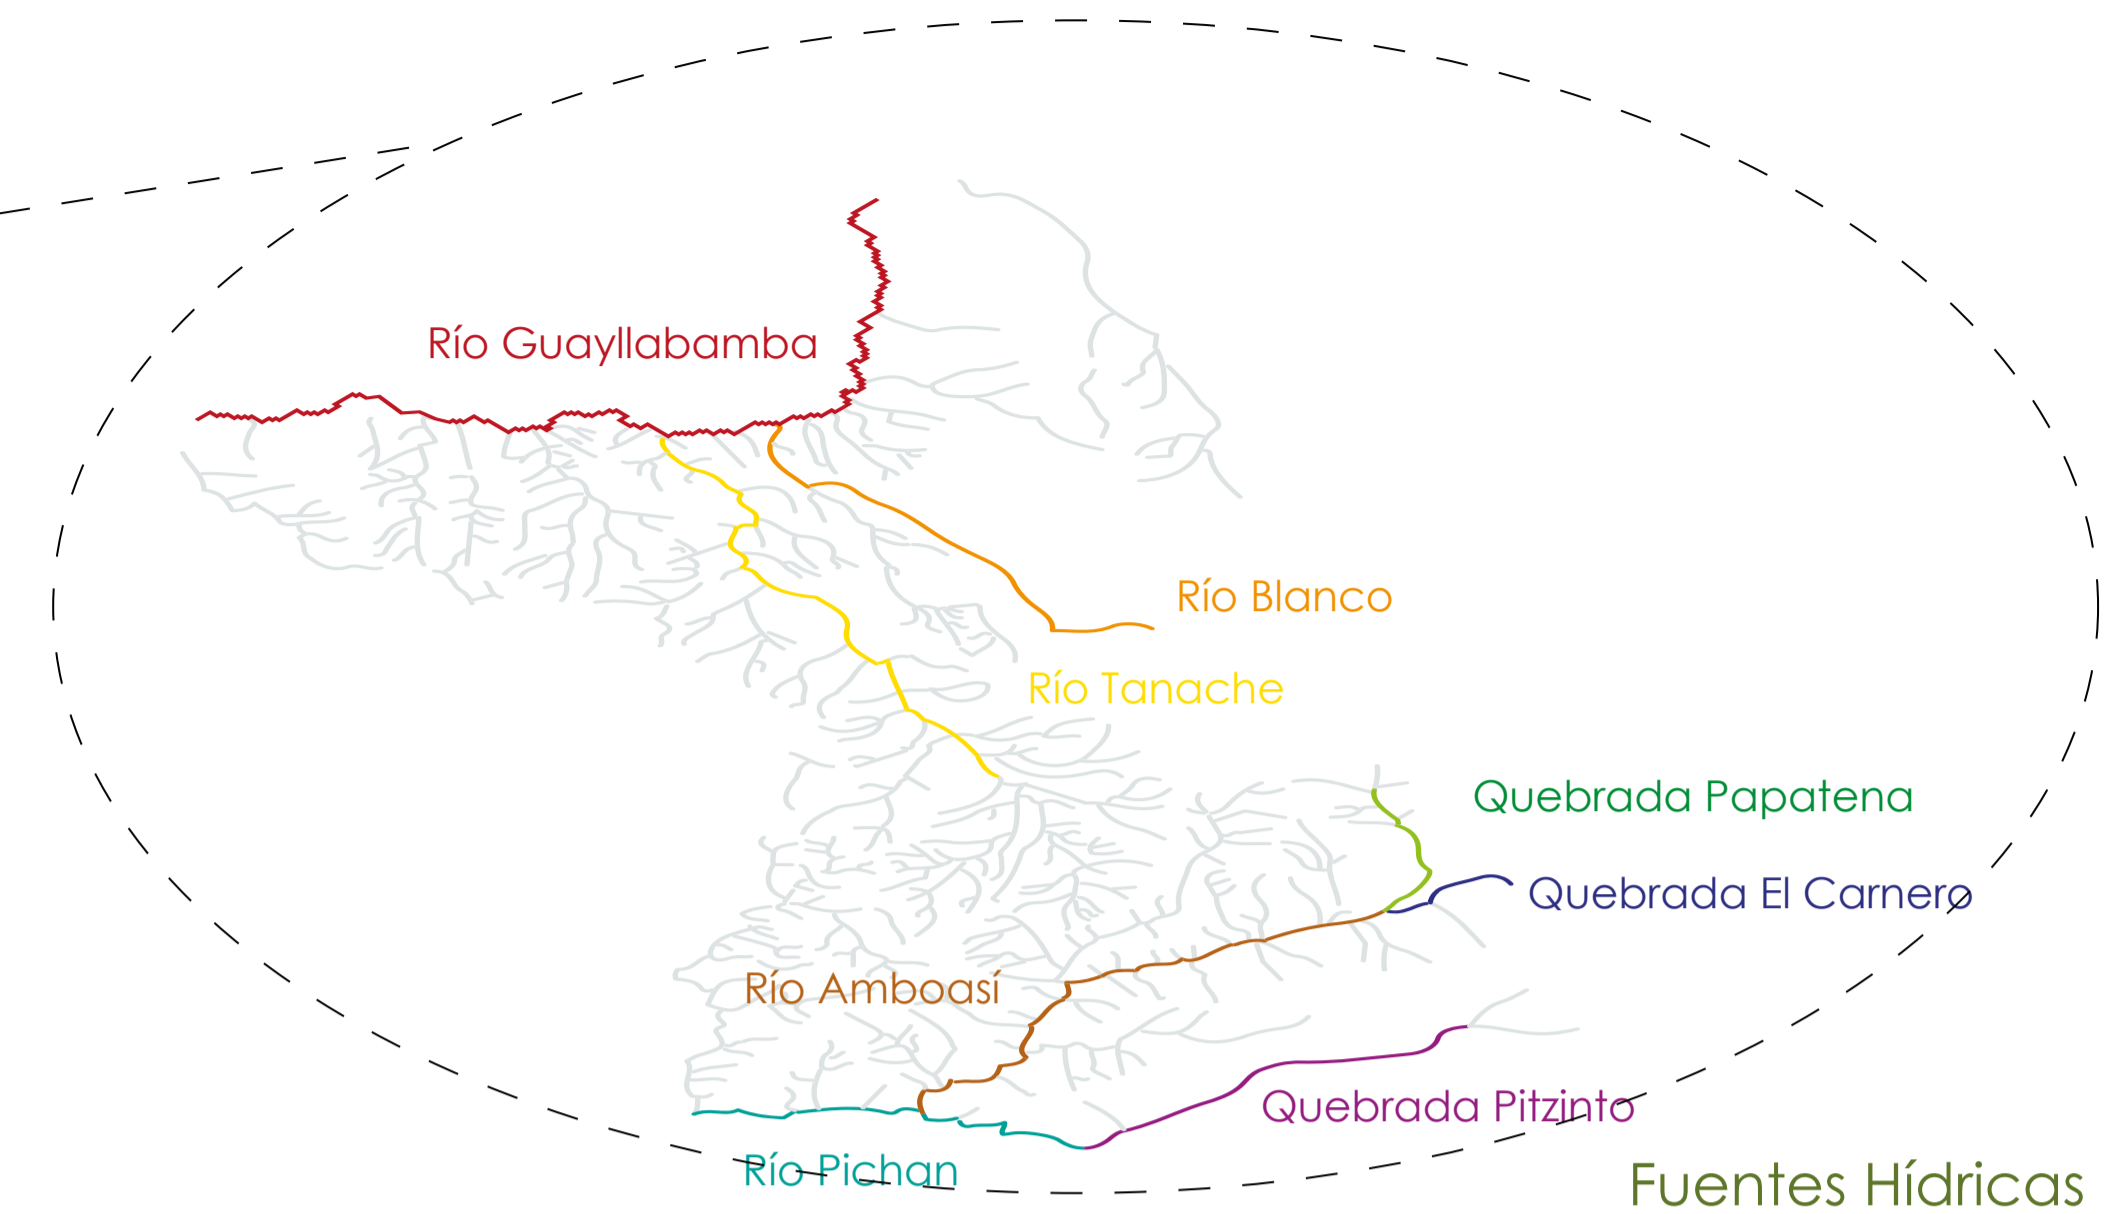 Río Guayllabamba
Río Blanco
Río Tanache
Quebrada Papatena
Quebrada El Carnero
Río Amboasí
Quebrada Pitzinto
Río Pichan
Fuentes Hídricas